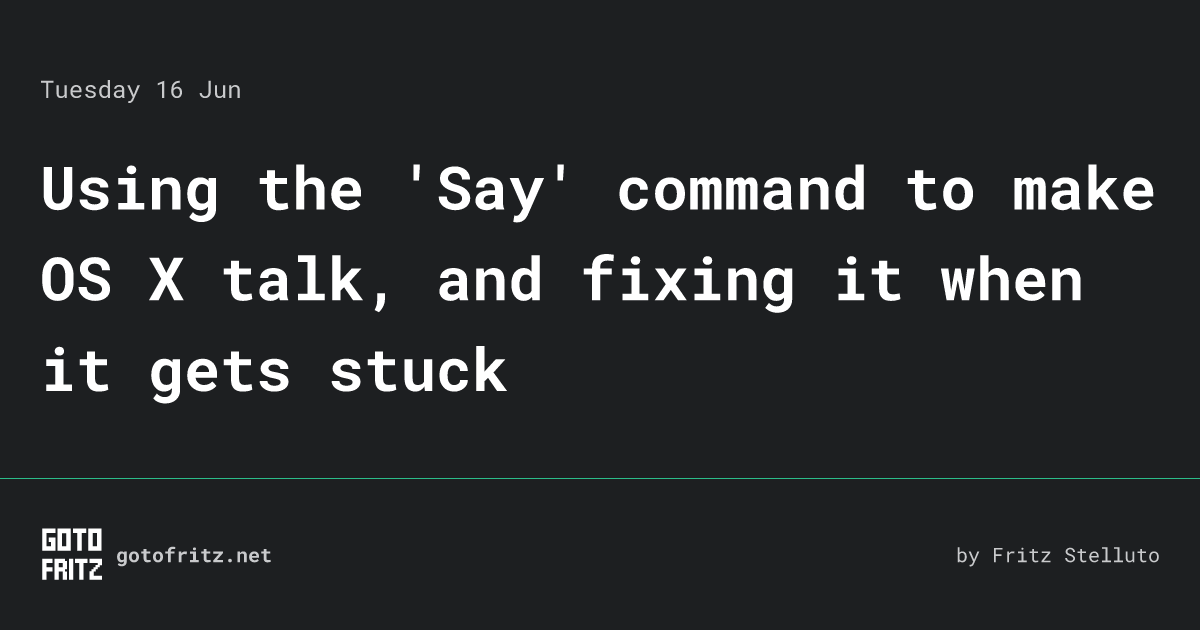 Tuesday 16 Jun
Using the 'Say' command to make
OS X talk, and fixing it when
it gets stuck
GOTO
FRITZ
gotofritz.net
by Fritz Stelluto